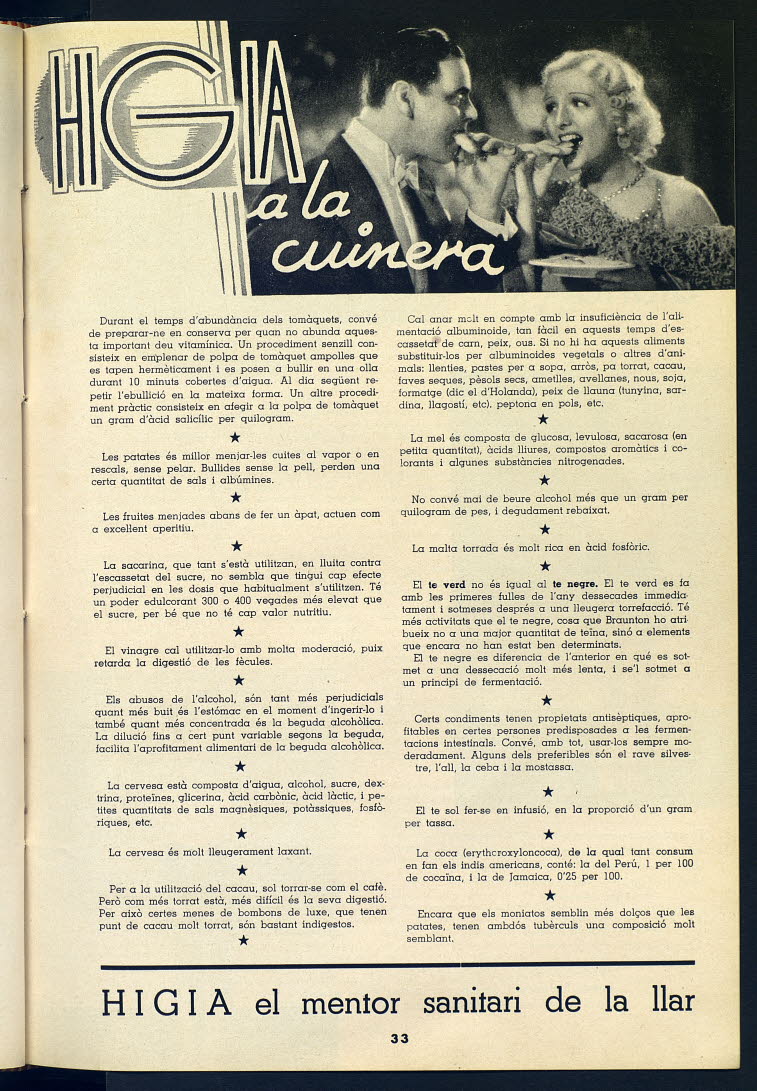 HIGIA
a la
cuinera
Durant el temps d'abundància dels tomàquets, convé
de preparar-ne en conserva per quan no abunda aques-
ta important deu vitamínica. Un procediment senzill con-
sisteix en emplenar de polpa de tomàquet ampolles que
es tapen hermèticament i es posen a bullir en una olla
durant 10 minuts cobertes d'aigua. Al dia següent re-
petir l'ebullició en la mateixa forma. Un altre procedi-
ment pràctic consisteix en afegir a la polpa de tomàquet
un gram d'àcid salicílic per quilogram.
★
Les patates és millor menjar-les cuites al vapor o en
rescals, sense pelar. Bullides sense la pell, perden una
certa quantitat de sals i albúmines.
★
Les fruites menjades abans de fer un àpat, actuen com
a excel·lent aperitiu.
★
La sacarina, que tant s'està utilitzan, en lluita contra
l'escassetat del sucre, no sembla que tingui cap efecte
perjudicial en les dosis que habitualment s'utilitzen. Té
un poder edulcorant 300 o 400 vegades més elevat que
el sucre, per bé que no té cap valor nutritiu.
★
El vinagre cal utilitzar-lo amb molta moderació, puix
retarda la digestió de les fècules.
★
Els abusos de l'alcohol, són tant més perjudicials
quant més buit és l'estómac en el moment d'ingerir-lo i
també quant més concentrada és la beguda alcohòlica.
La dilució fins a cert punt variable segons la beguda,
facilita l'aprofitament alimentari de la beguda alcohòlica.
★
La cervesa està composta d'aigua, alcohol, sucre, dex-
trina, proteïnes, glicerina, àcid carbònic, àcid làctic, i pe-
tites quantitats de sals magnèsiques, potàssiques, fosfò-
riques, etc.
★
La cervesa és molt lleugerament laxant.
★
Per a la utilització del cacau, sol torrar-se com el cafè.
Però com més torrat està, més difícil és la seva digestió.
Per això certes menes de bombons de luxe, que tenen
punt de cacau molt torrat, són bastant indigestos.
★
Cal anar molt en compte amb la insuficiència de l'ali-
mentació albuminoide, tan fàcil en aquests temps d'es-
cassetat de carn, peix, ous. Si no hi ha aquests aliments
substituir-los per albuminoides vegetals o altres d'ani-
mals: llenties, pastes per a sopa, arròs, pa torrat, cacau,
faves seques, pèsols secs, ametlles, avellanes, nous, soja,
formatge (dic el d'Holanda), peix de llauna (tunyina, sar-
dina, llagostí, etc). peptona en pols, etc.
★
La mel és composta de glucosa, levulosa, sacarosa (en
petita quantitat), àcids lliures, compostos aromàtics i co-
lorants i algunes substàncies nitrogenades.
★
No convé mai de beure alcohol més que un gram per
quilogram de pes, i degudament rebaixat.
★
La malta torrada és molt rica en àcid fosfòric.
★
El te verd no és igual al te negre. El te verd es fa
amb les primeres fulles de l'any dessecades immedia-
tament i sotmeses després a una lleugera torrefacció. Té
més activitats que el te negre, cosa que Braunton ho atri
bueix no a una major quantitat de teïna, sinó a elements
que encara no han estat ben determinats.
El te negre es diferencia de l'anterior en què es sot-
met a una dessecació molt més lenta, i se'l sotmet a
un principi de fermentació.
★
Certs condiments tenen propietats antisèptiques, apro-
fitables en certes persones predisposades a les fermen-
tacions intestinals. Convé, amb tot, usar-los sempre mo-
deradament. Alguns dels preferibles són el rave silves-
tre, l'all, la ceba i la mostassa.
★
El te sol fer-se en infusió, en la proporció d'un gram
per tassa.
★
La coca (erythcroxyloncoca), de la qual tant consum
en fan els indis americans, conté: la del Perú, 1 per 100
de cocaïna, i la de Jamaica, 0'25 per 100.
★
Encara que els moniatos semblin més dolços que les
patates, tenen ambdós tubèrculs una composició molt
semblant.
HIGIA el mentor sanitari de la llar
33